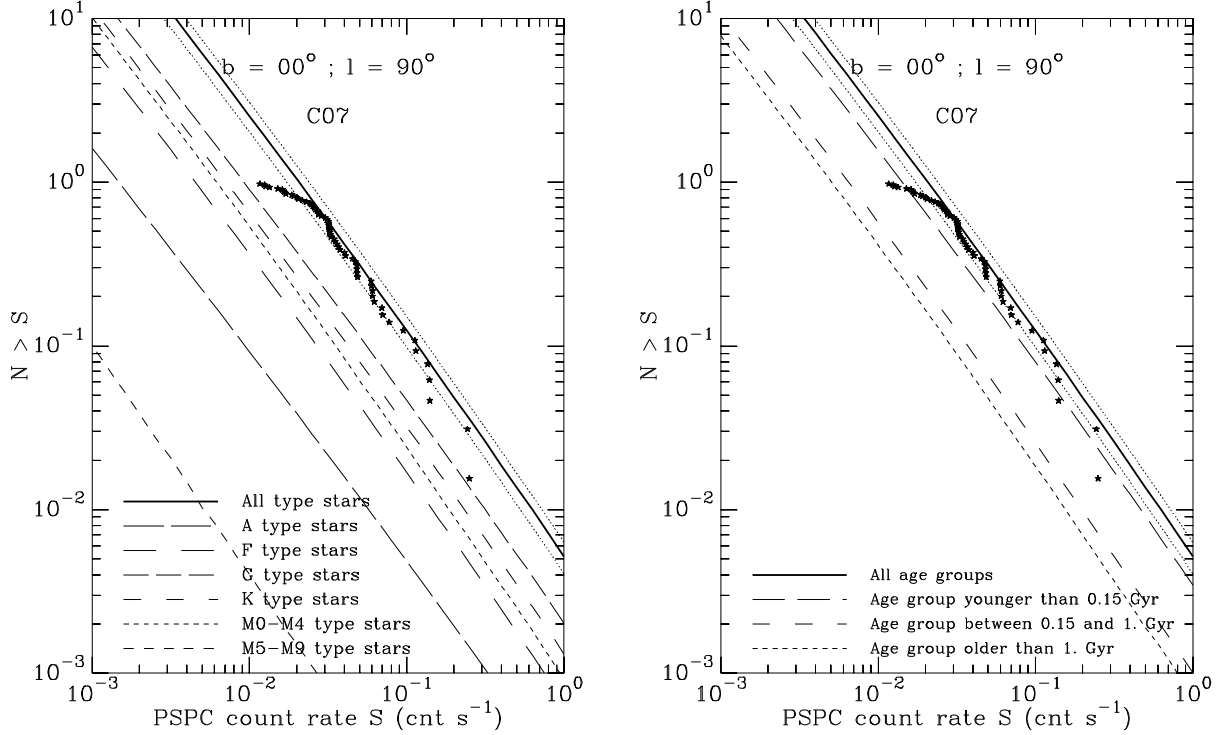 b = 00° ; l = 90°
C07
N > S
10^1
10^0
10^-1
10^-2
10^-3
All type stars
A type stars
F type stars
G type stars
K type stars
M0-M4 type stars
M5-M9 type stars
10^-3 10^-2 10^-1 10^0
PSPC count rate S (cnt s^-1)
b = 00° ; l = 90°
C07
N > S
10^1
10^0
10^-1
10^-2
10^-3
All age groups
Age group younger than 0.15 Gyr
Age group between 0.15 and 1. Gyr
Age group older than 1. Gyr
10^-3 10^-2 10^-1 10^0
PSPC count rate S (cnt s^-1)